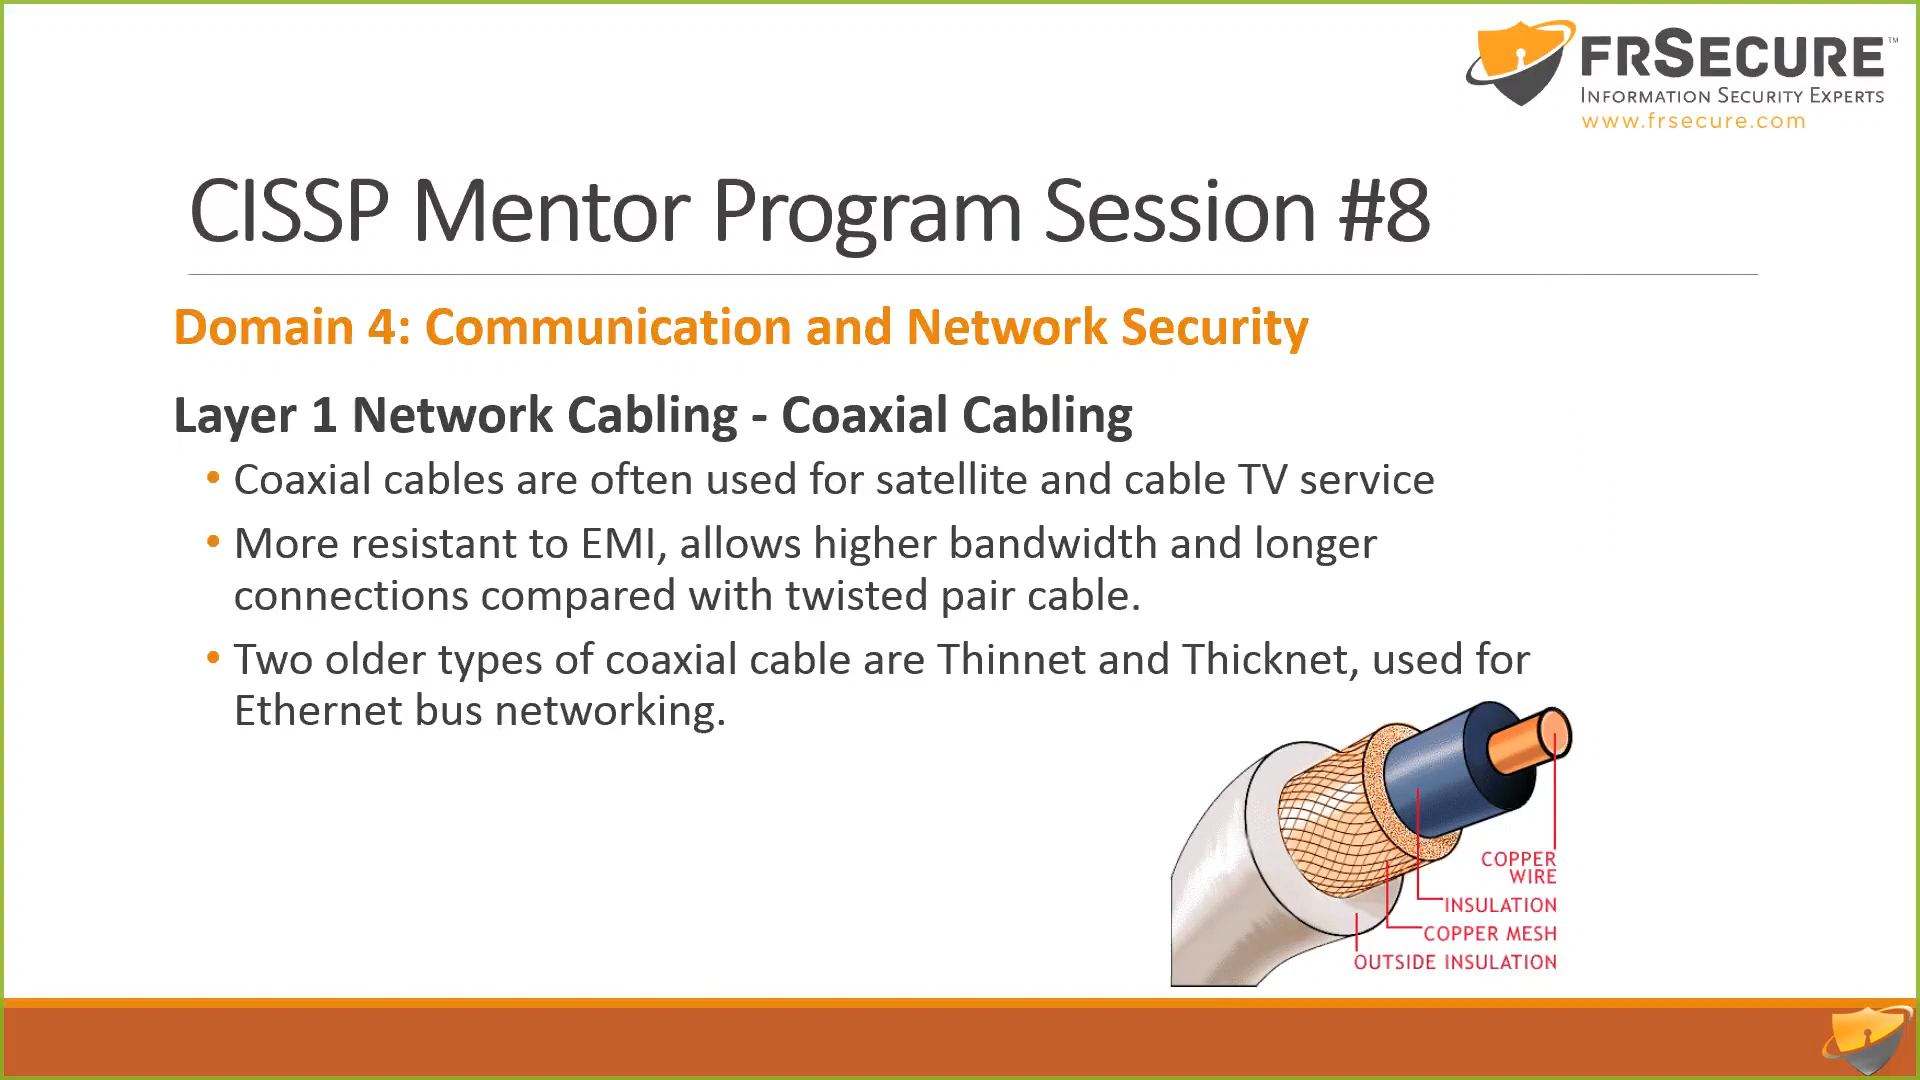 FRSECURE™
INFORMATION SECURITY EXPERTS
www.frsecure.com
CISSP Mentor Program Session #8
Domain 4: Communication and Network Security
Layer 1 Network Cabling - Coaxial Cabling
• Coaxial cables are often used for satellite and cable TV service
• More resistant to EMI, allows higher bandwidth and longer
connections compared with twisted pair cable.
• Two older types of coaxial cable are Thinnet and Thicknet, used for
Ethernet bus networking.
COPPER
WIRE
INSULATION
COPPER MESH
OUTSIDE INSULATION